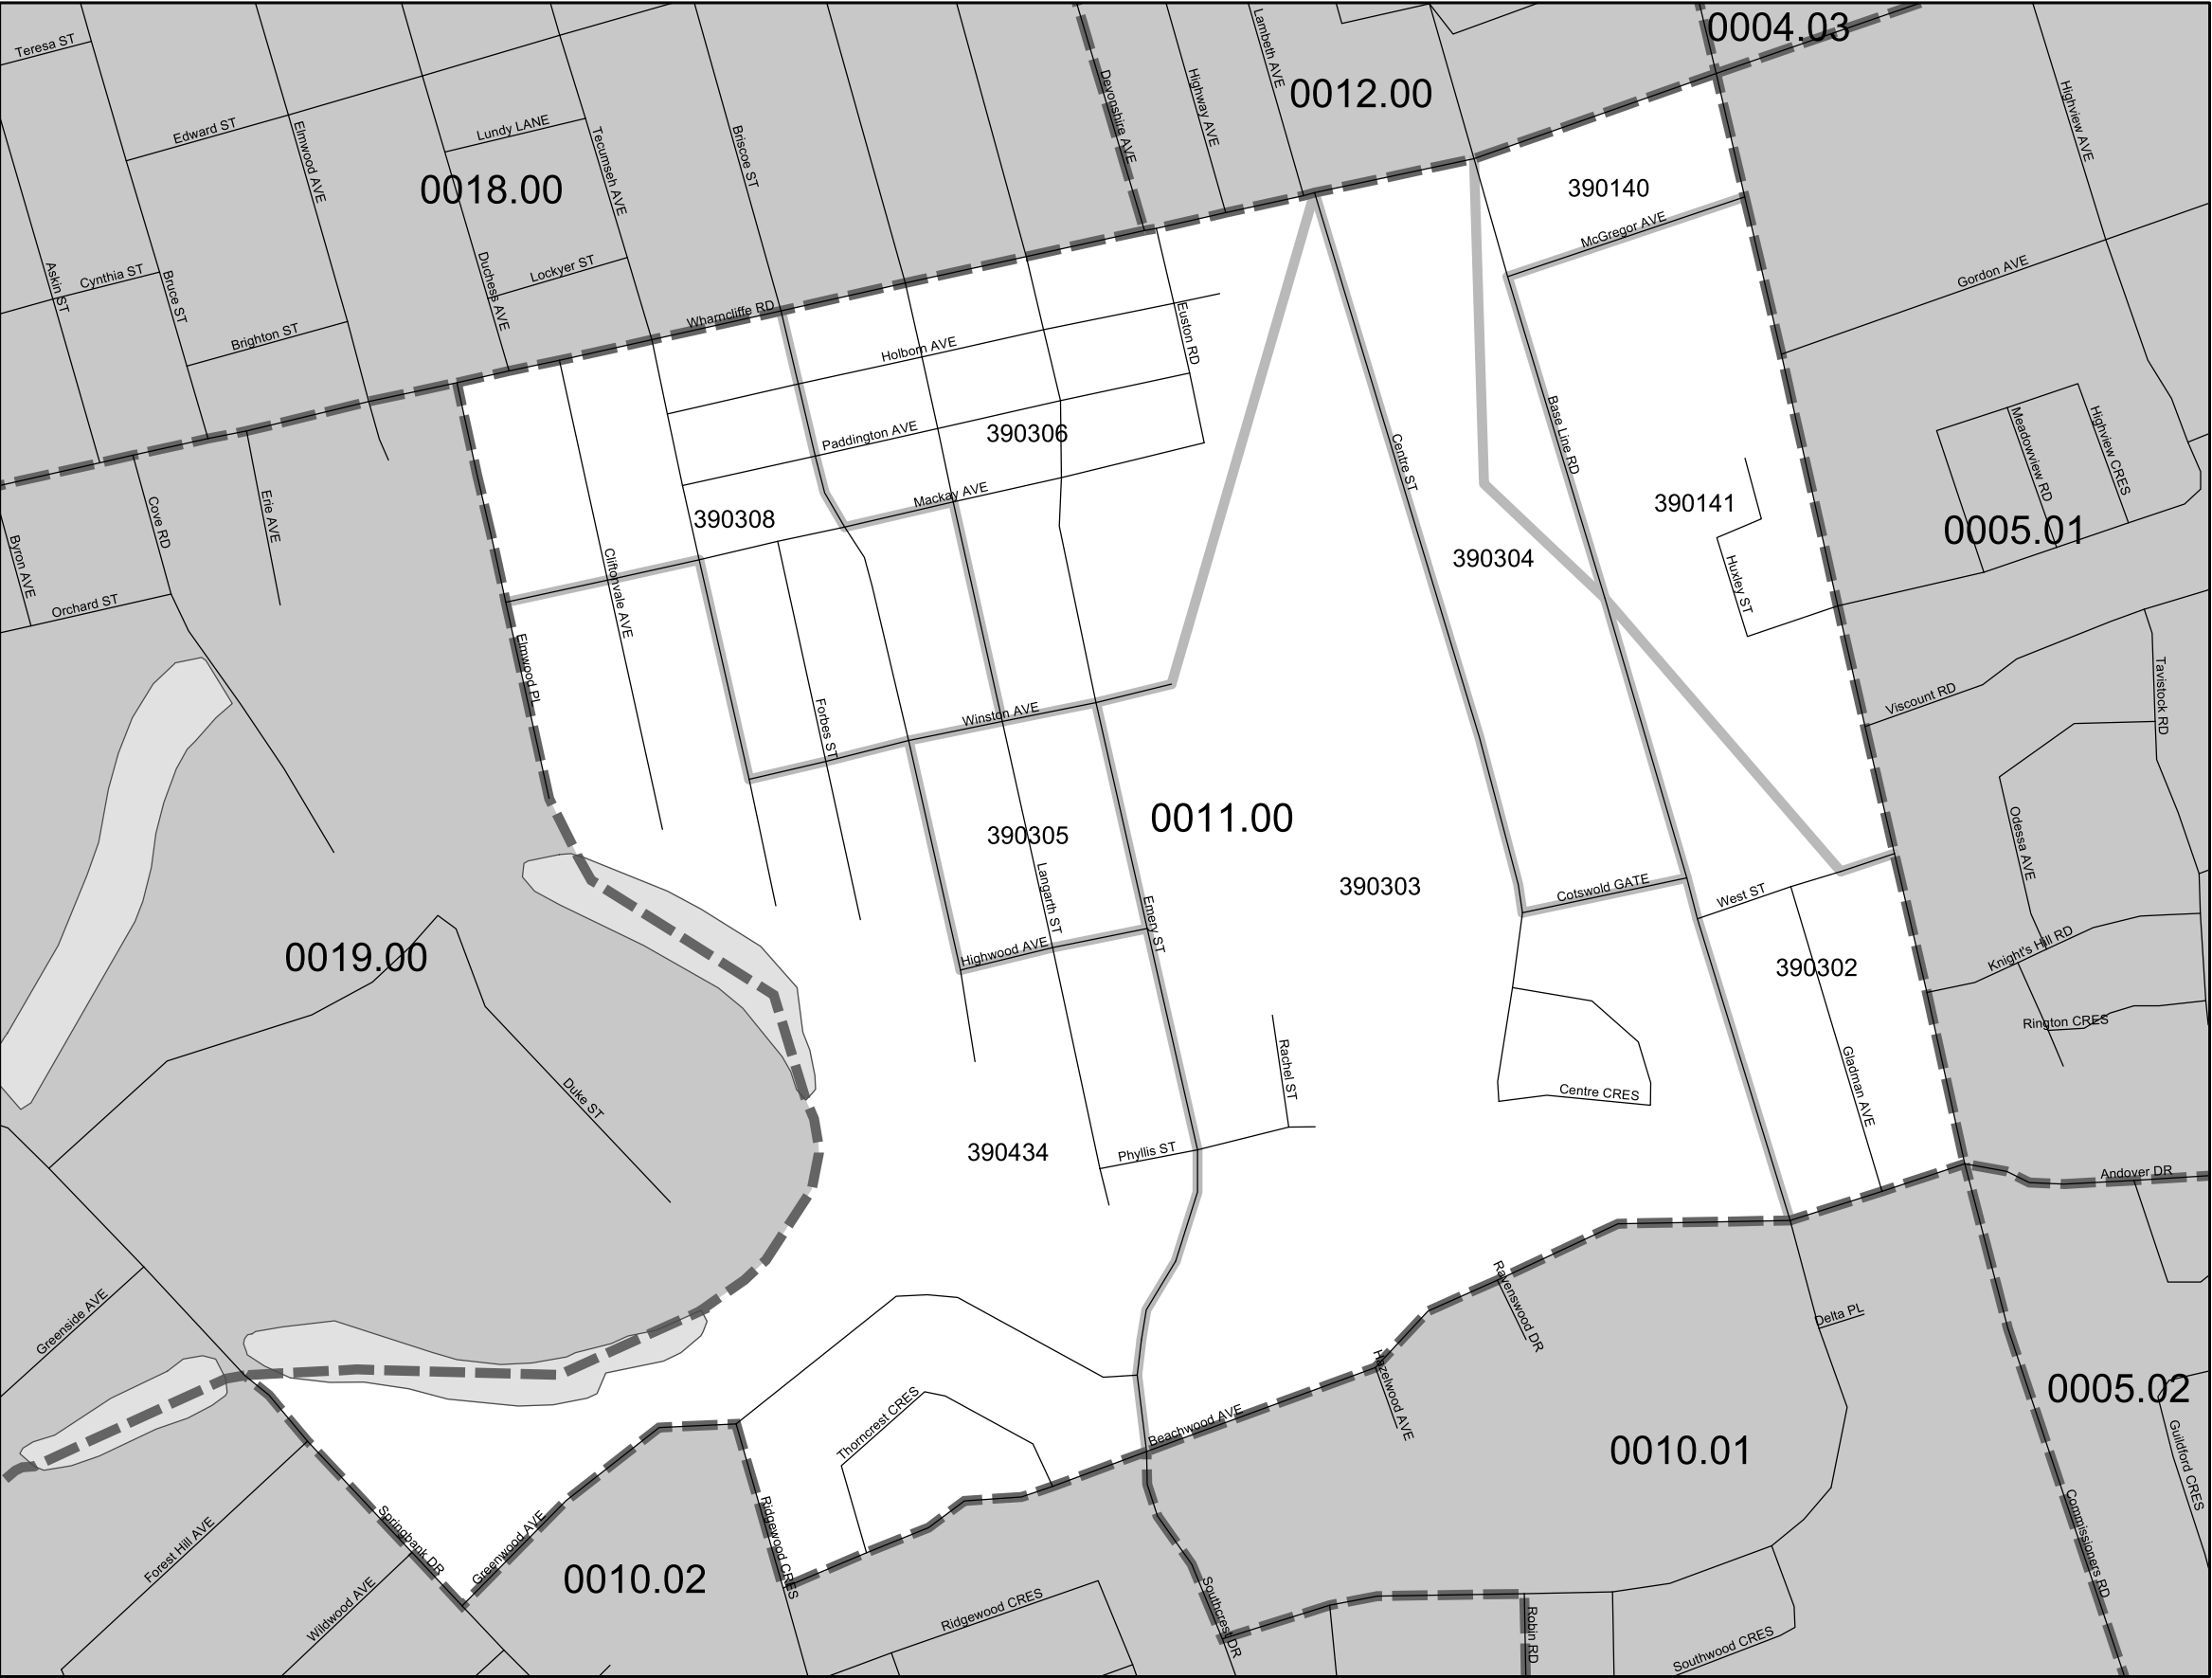 0004.03
Teresa ST
Lambeth AVE
0012.00
Devonshire AVE
Highway AVE
Highview AVE
Edward ST
Elmwood AVE
Lundy LANE
Tecumseh AVE
Briscoe ST
0018.00
390140
McGregor AVE
Askin ST
Cynthia ST
Bruce ST
Duchess AVE
Lockyer ST
Gordon AVE
Brighton ST
Wharncliffe RD
Holborn AVE
Euston RD
Paddington AVE
390306
Centre ST
Base Line RD
Meadowview RD
Highview CRES
Cove RD
Erie AVE
Mackay AVE
390308
390141
0005.01
Byron AVE
Orchard ST
Cliftonvale AVE
390304
Huxley ST
Elmwood PL
Tavistock RD
Viscount RD
Forbes ST
Winston AVE
0011.00
390305
Odessa AVE
Langarth ST
Emery ST
390303
Cotswold GATE
West ST
0019.00
Highwood AVE
390302
Knight's Hill RD
Rington CRES
Duke ST
Rachel ST
Centre CRES
Gladman AVE
390434
Phyllis ST
Andover DR
Greenside AVE
Ravenswood DR
Delta PL
Hazelwood AVE
0005.02
Thorncrest CRES
Beachwood AVE
Guildford CRES
0010.01
Forest Hill AVE
Springbank DR
Greenwood AVE
Ridgewood CRES
Commissioners RD
0010.02
Wildwood AVE
Ridgewood CRES
Southcrest DR
Robin RD
Southwood CRES